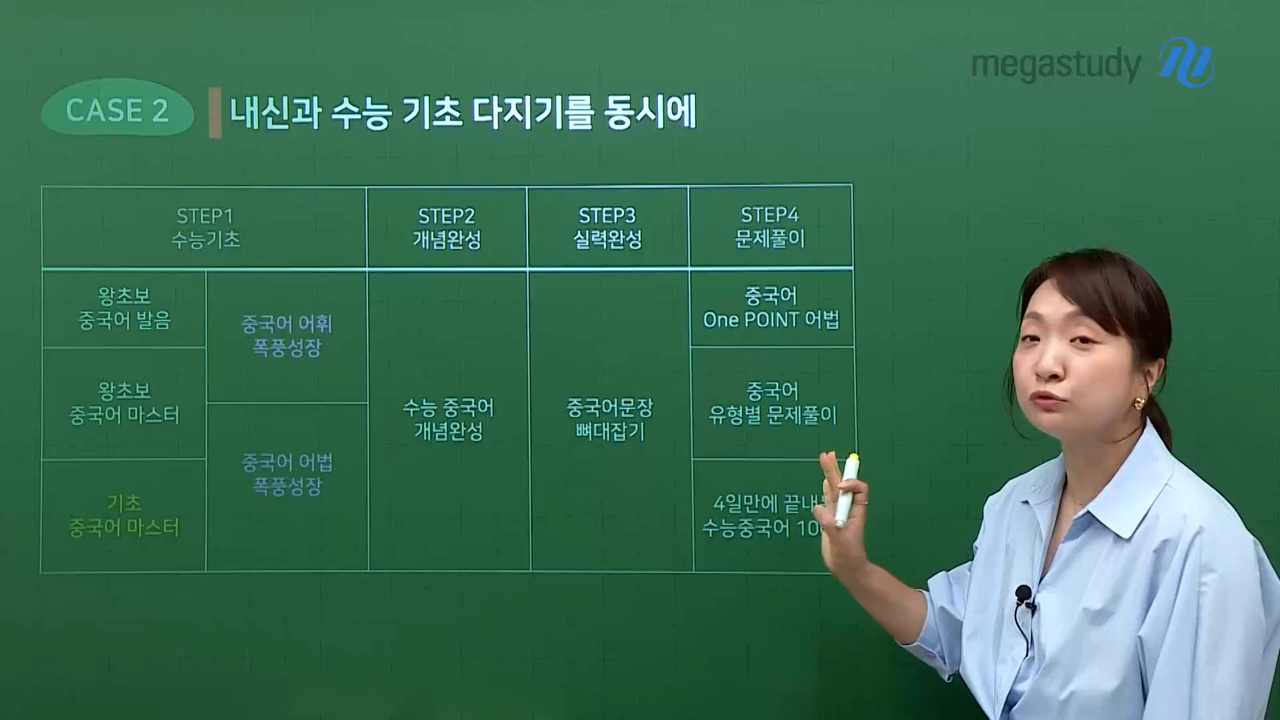 megastudy
CASE 2
내신과 수능 기초 다지기를 동시에
STEP1
수능기초
STEP2
개념완성
STEP3
실력완성
STEP4
문제풀이
왕초보
중국어 발음
왕초보
중국어 마스터
기초
중국어 마스터
중국어 어휘
폭풍성장
중국어 어법
폭풍성장
수능 중국어
개념완성
중국어문장
뼈대잡기
중국어
One POINT 어법
중국어
유형별 문제풀이
4일만에
수능중국어